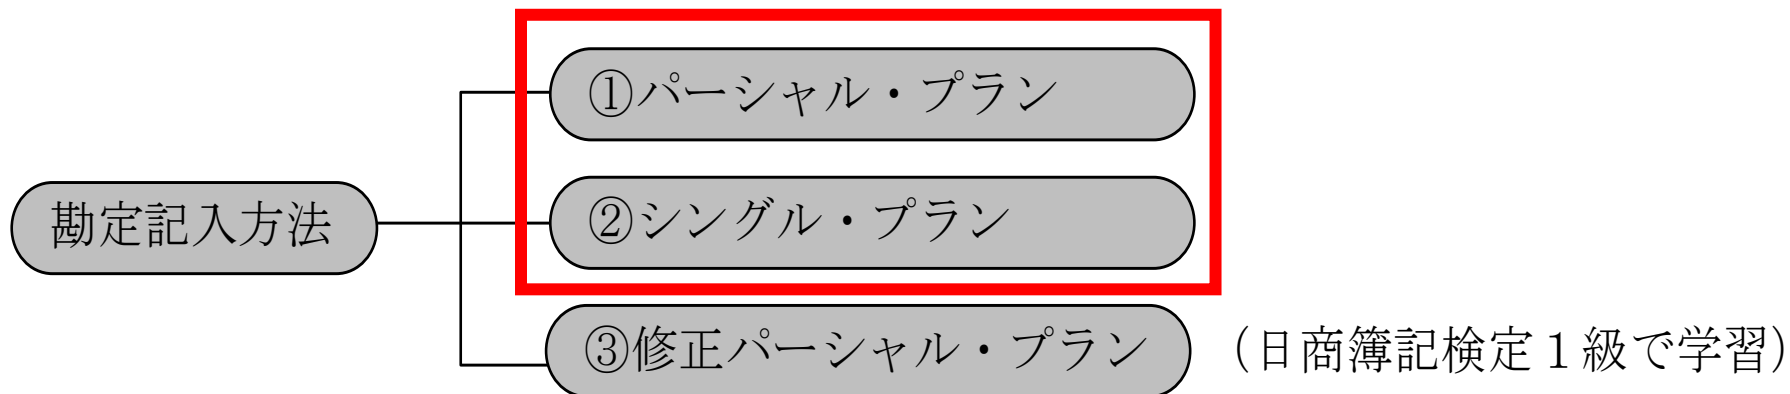 ①パーシャル・プラン
②シングル・プラン
勘定記入方法
③修正パーシャル・プラン （日商簿記検定１級で学習）